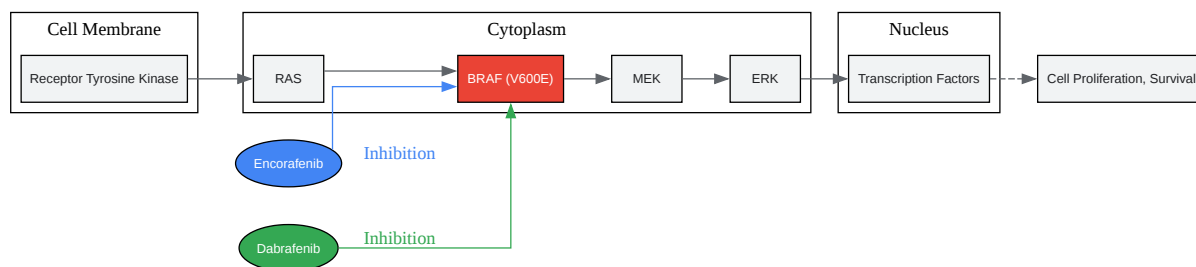 Cell Membrane
Cytoplasm
Nucleus
Receptor Tyrosine Kinase
RAS
BRAF (V600E)
MEK
ERK
Transcription Factors
Cell Proliferation, Survival
Encorafenib
Inhibition
Dabrafenib
Inhibition